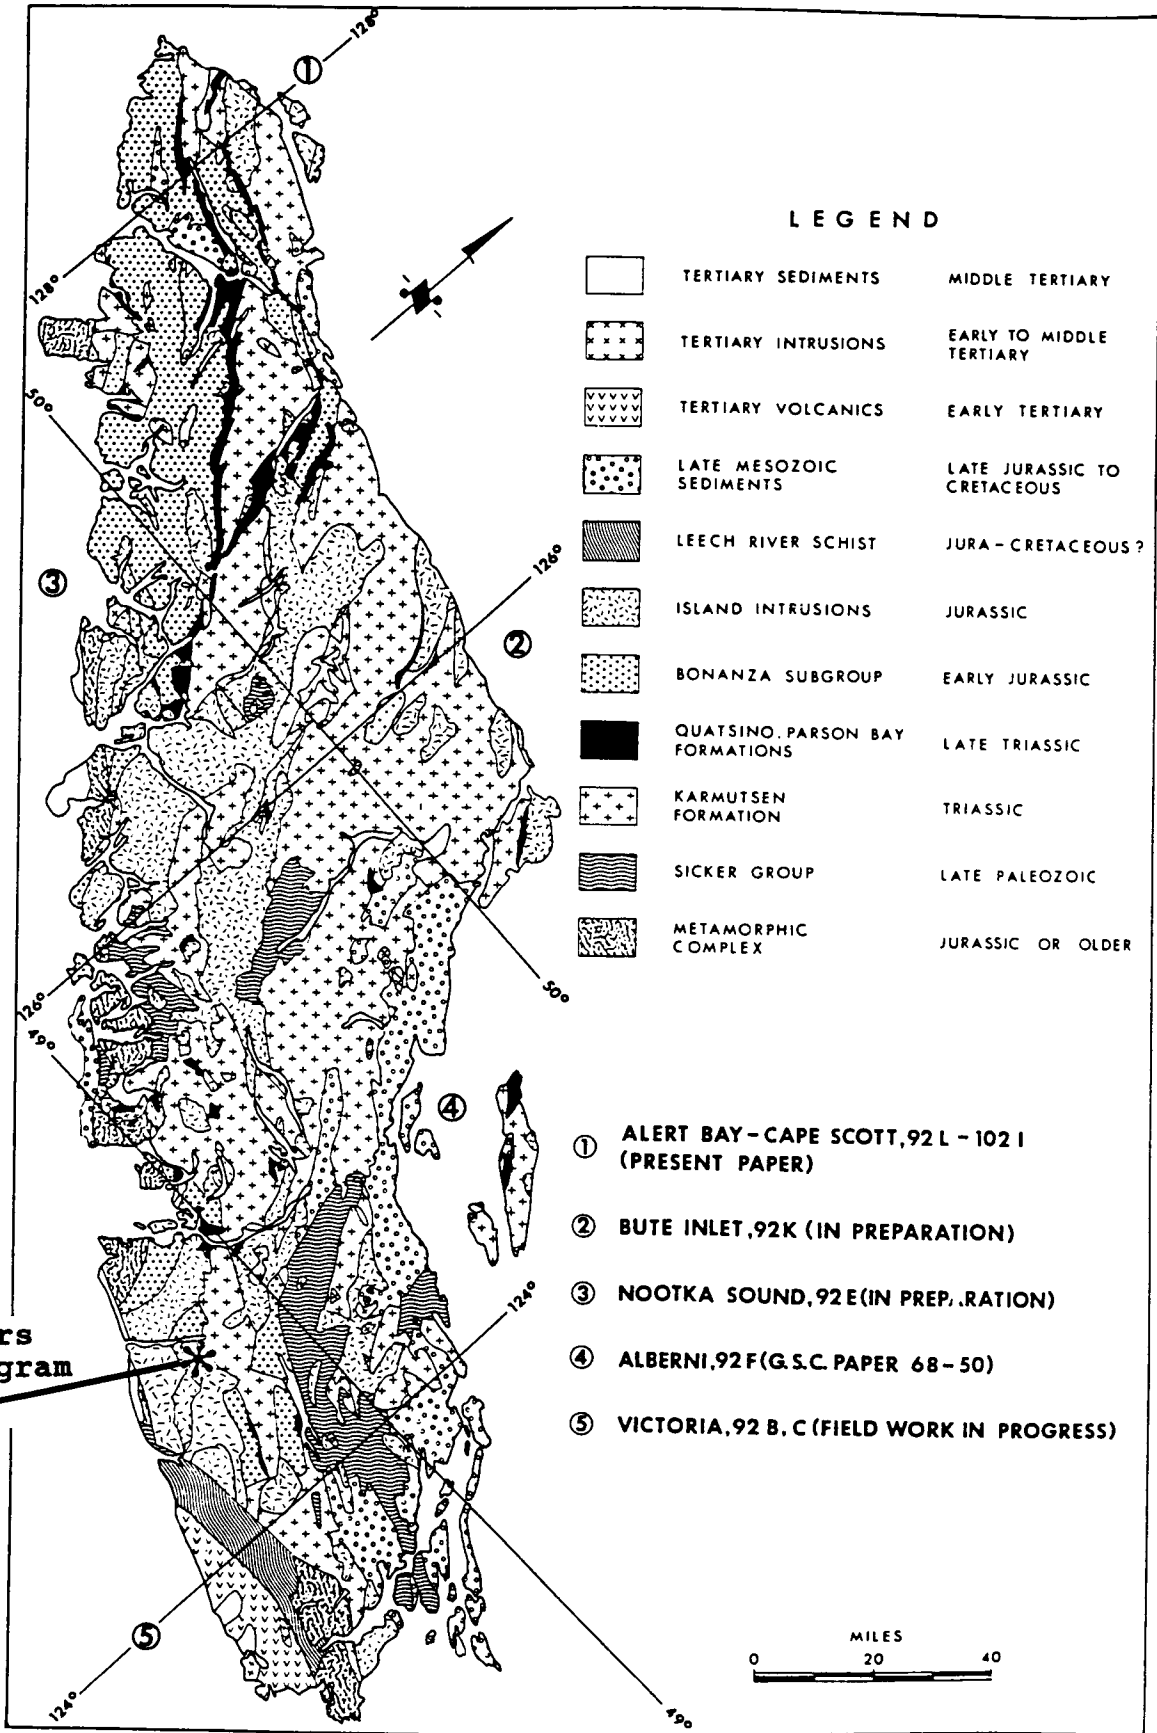 128°
①
LEGEND
TERTIARY SEDIMENTS MIDDLE TERTIARY
TERTIARY INTRUSIONS EARLY TO MIDDLE
TERTIARY
TERTIARY VOLCANICS EARLY TERTIARY
LATE MESOZOIC
SEDIMENTS
LATE JURASSIC TO
CRETACEOUS
LEECH RIVER SCHIST JURA-CRETACEOUS?
ISLAND INTRUSIONS JURASSIC
BONANZA SUBGROUP EARLY JURASSIC
QUATSINO. PARSON BAY
FORMATIONS
LATE TRIASSIC
KARMUTSEN
FORMATION
TRIASSIC
SICKER GROUP LATE PALEOZOIC
METAMORPHIC
COMPLEX
JURASSIC OR OLDER
128°
50°
126°
③
②
126°
49°
50°
④
124°
① ALERT BAY-CAPE SCOTT, 92 L - 102 I
(PRESENT PAPER)
② BUTE INLET, 92K (IN PREPARATION)
③ NOOTKA SOUND, 92 E (IN PREP,.RATION)
④ ALBERNI, 92 F (G.S.C. PAPER 68-50)
⑤ VICTORIA, 92 B, C (FIELD WORK IN PROGRESS)
rs
gram
⑤
124°
49°
MILES
0 20 40